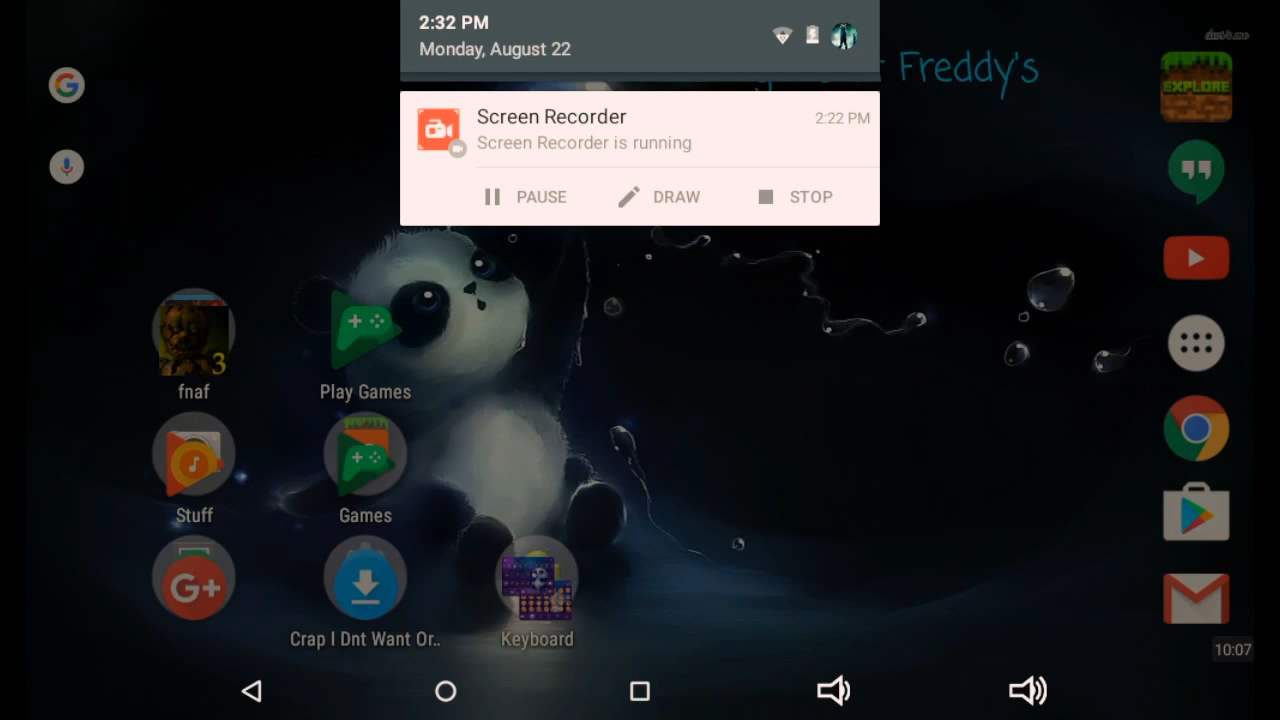 2:32 PM
Monday, August 22
Freddy's
EXPLORE
Screen Recorder
2:22 PM
Screen Recorder is running
PAUSE
DRAW
STOP
3
fnaf
Play Games
Stuff
Games
G+
Crap I Dnt Want Or..
Keyboard
10:07